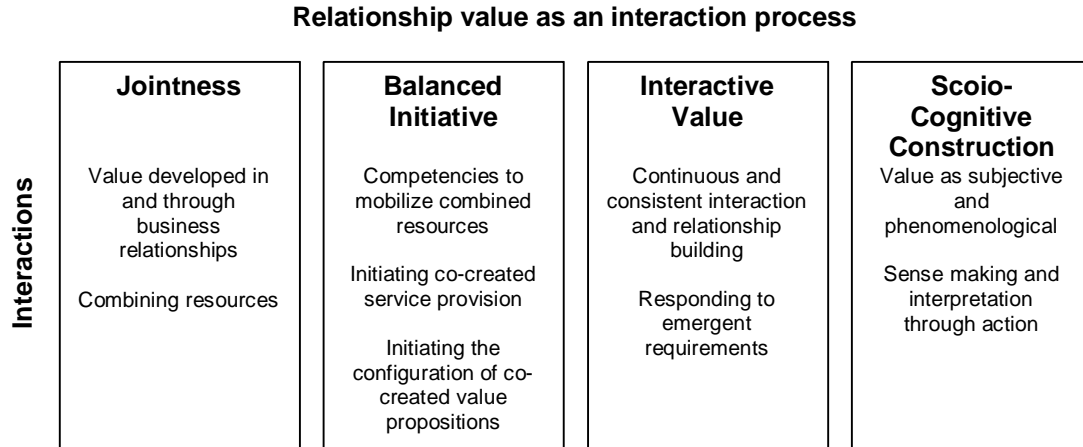 Relationship value as an interaction process
Interactions
Jointness
Value developed in
and through
business
relationships
Combining resources
Balanced
Initiative
Competencies to
mobilize combined
resources
Initiating co-created
service provision
Initiating the
configuration of co-
created value
propositions
Interactive
Value
Continuous and
consistent interaction
and relationship
building
Responding to
emergent
requirements
Scoio-
Cognitive
Construction
Value as subjective
and
phenomenological
Sense making and
interpretation
through action